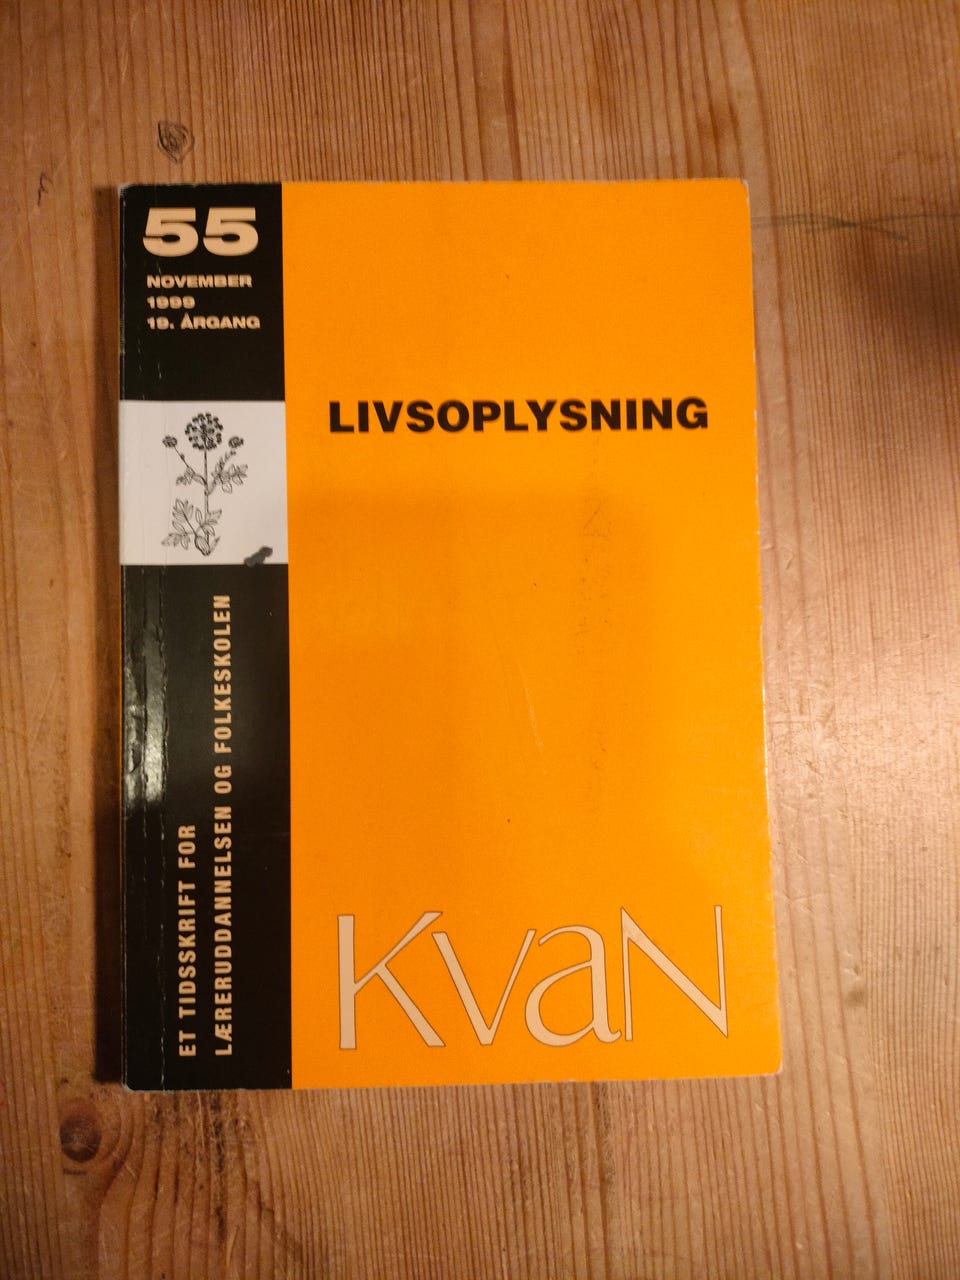 55
NOVEMBER
1999
19. ÅRGANG
LIVSOPLYSNING
ET TIDSSKRIFT FOR
LÆRERUDDANNELSEN OG FOLKESKOLEN
KvaN